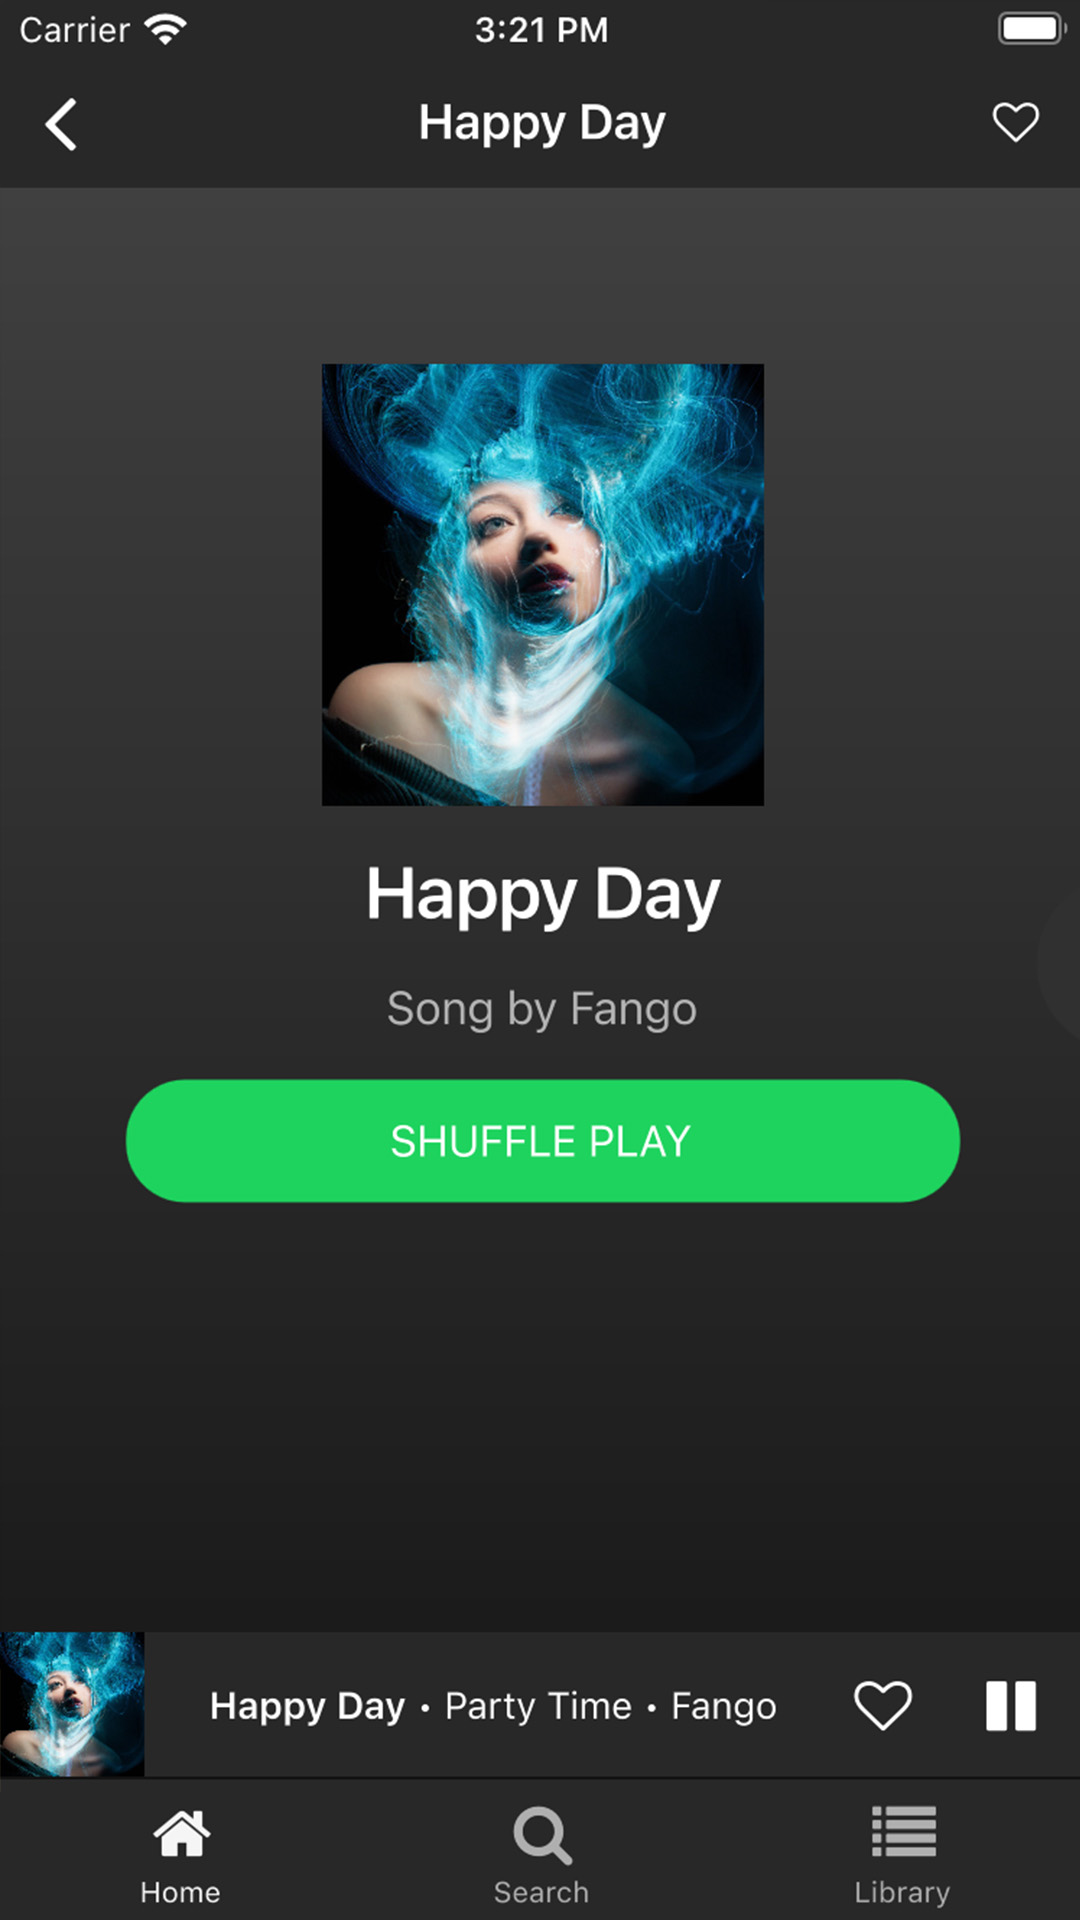 Carrier 3:21 PM
Happy Day
Happy Day
Song by Fango
SHUFFLE PLAY
Happy Day • Party Time • Fango
Home Search Library